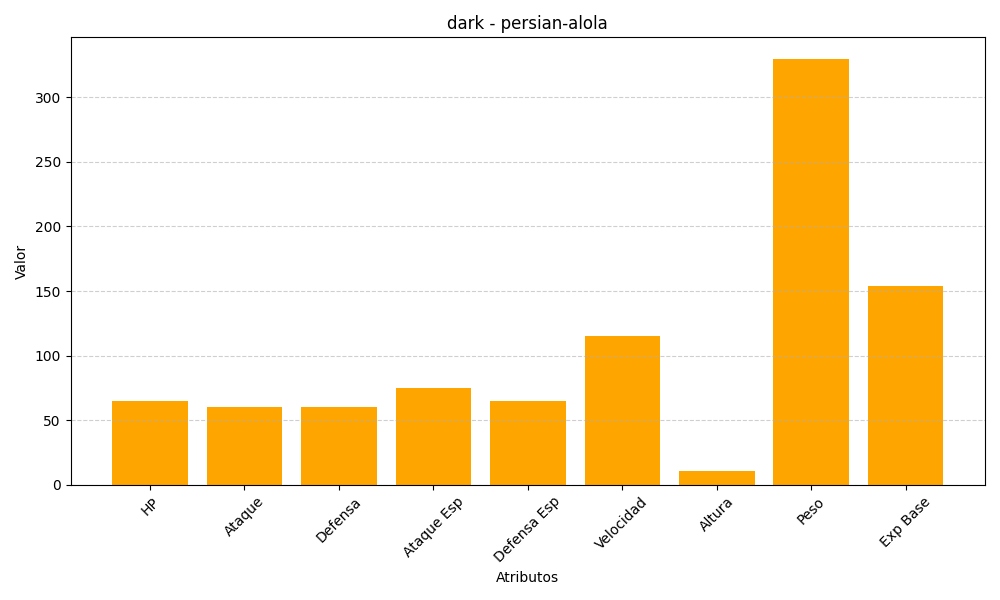 dark - persian-alola
Valor
300
250
200
150
100
50
0
HP
Ataque
Defensa
Ataque Esp
Defensa Esp
Velocidad
Altura
Peso
Exp Base
Atributos